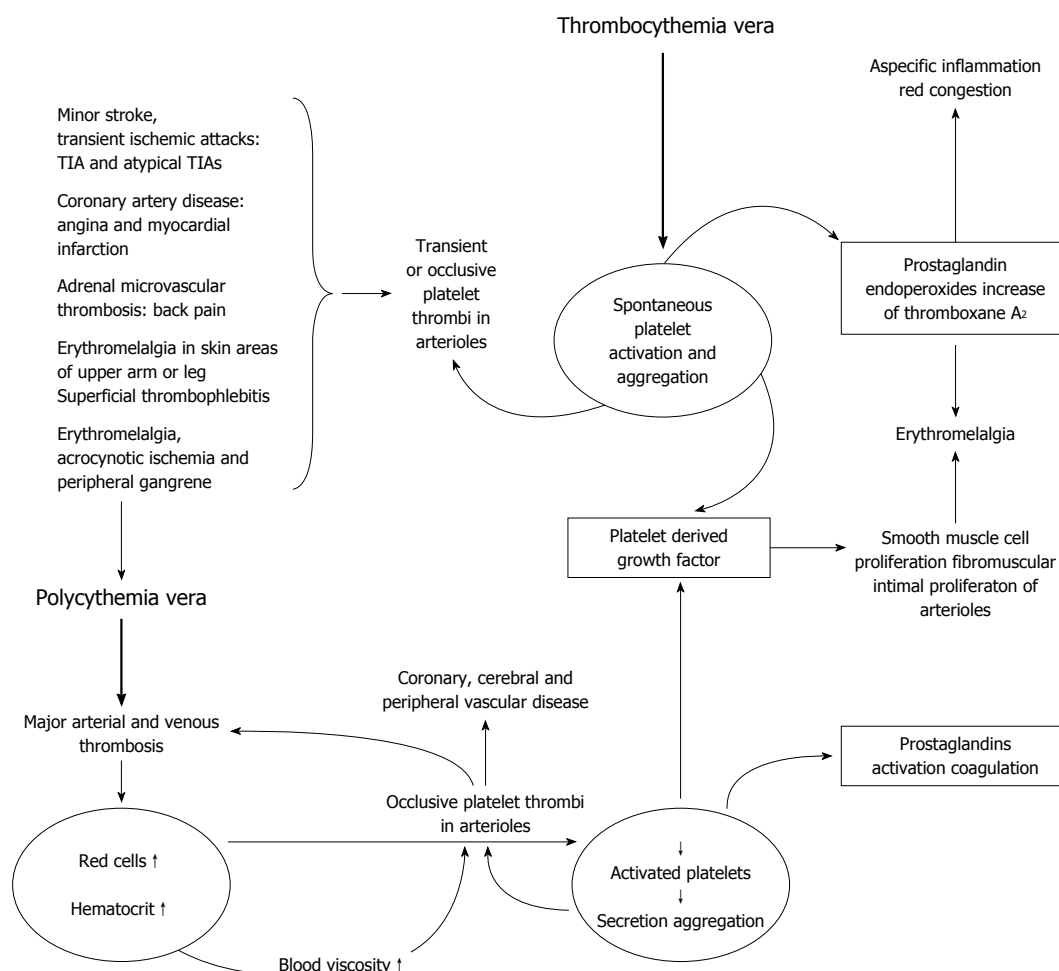 Thrombocythemia vera
Aspecific inflammation
red congestion
Minor stroke,
transient ischemic attacks:
TIA and atypical TIAs
Coronary artery disease:
angina and myocardial
infarction
Adrenal microvascular
thrombosis: back pain
Erythromelalgia in skin areas
of upper arm or leg
Superficial thrombophlebitis
Erythromelalgia,
acrocynotic ischemia and
peripheral gangrene
Transient
or occlusive
platelet
thrombi in
arterioles
Spontaneous
platelet
activation and
aggregation
Prostaglandin
endoperoxides increase
of thromboxane A2
Erythromelalgia
Platelet derived
growth factor
Smooth muscle cell
proliferation fibromuscular
intimal proliferaton of
arterioles
Polycythemia vera
Coronary, cerebral and
peripheral vascular disease
Major arterial and venous
thrombosis
Prostaglandins
activation coagulation
Occlusive platelet thrombi
in arterioles
Red cells ↑
Hematocrit ↑
↓
Activated platelets
↓
Secretion aggregation
Blood viscosity ↑